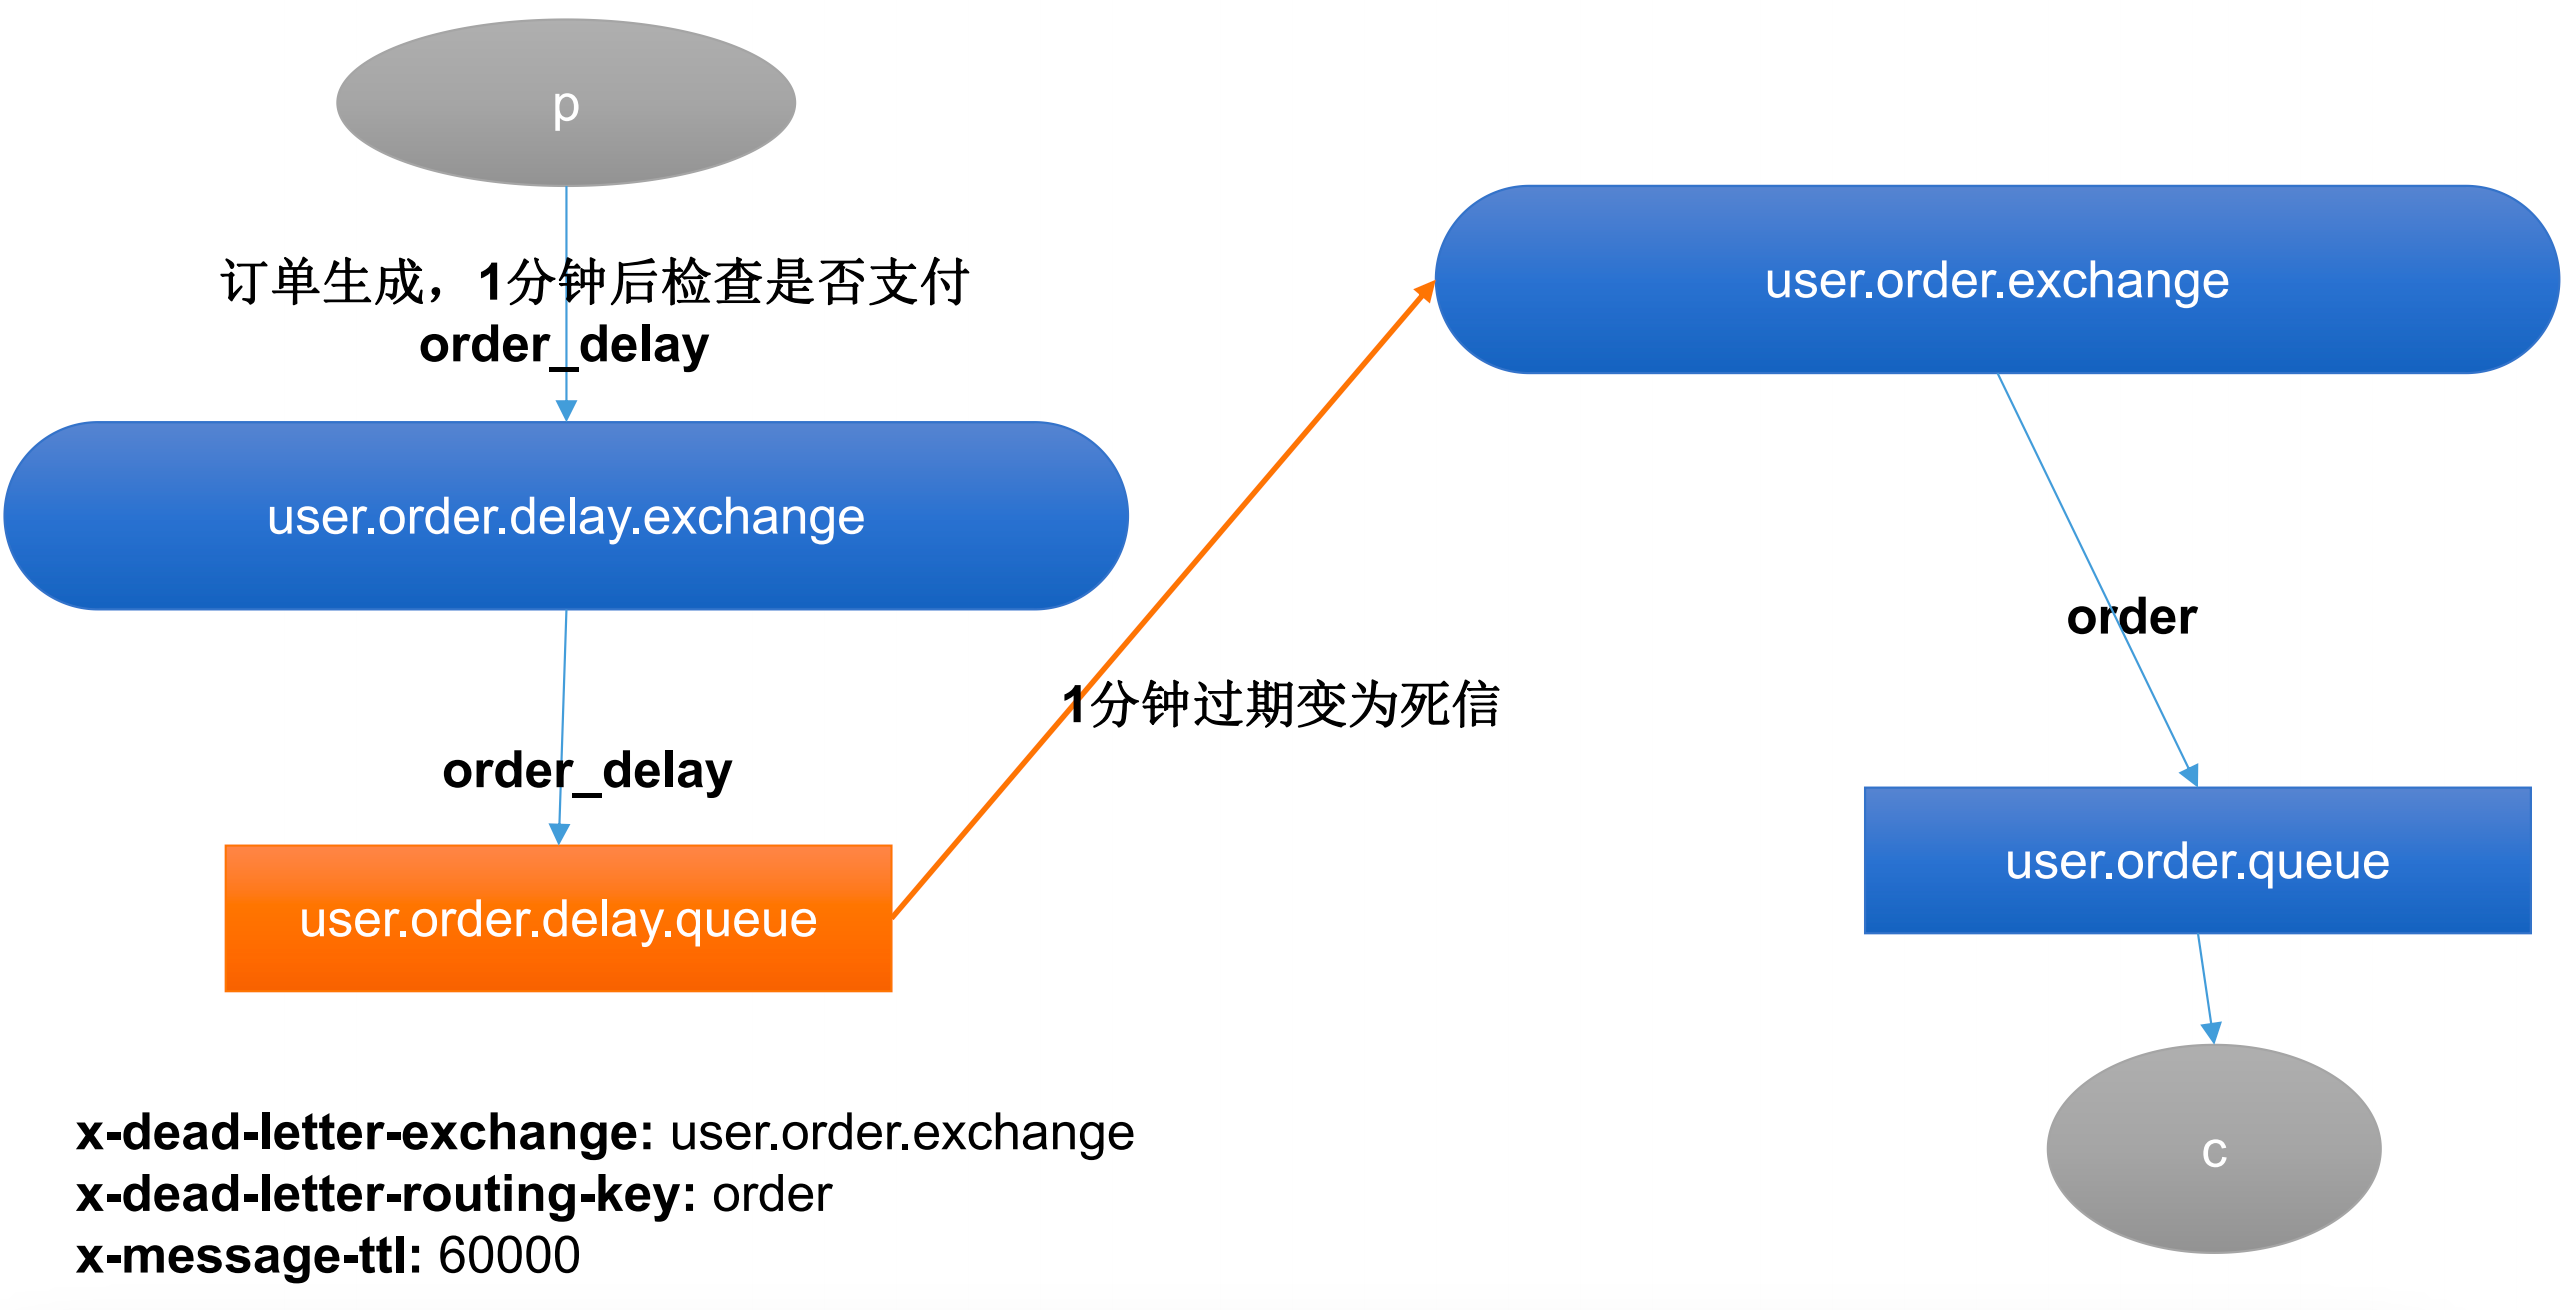 p
订单生成，1分钟后检查是否支付
order_delay
user.order.delay.exchange
order_delay
user.order.delay.queue
1分钟过期变为死信
user.order.exchange
order
user.order.queue
c
x-dead-letter-exchange: user.order.exchange
x-dead-letter-routing-key: order
x-message-ttl: 60000